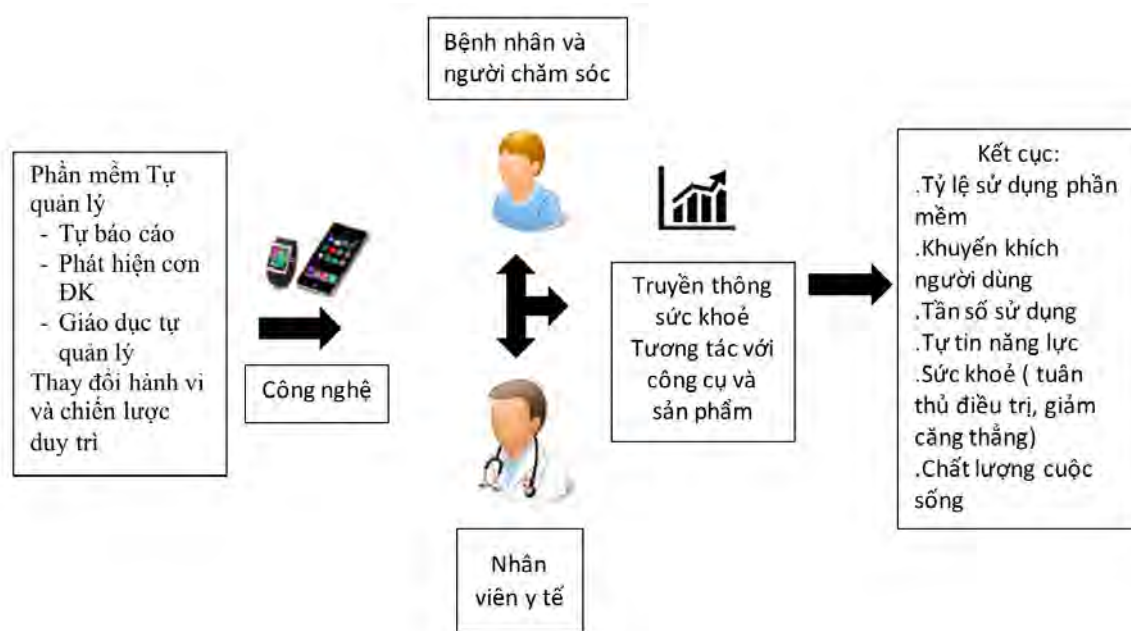 Bệnh nhân và
người chăm sóc
Phần mềm Tự
quản lý
- Tự báo cáo
- Phát hiện cơn
ĐK
- Giáo dục tự
quản lý
Thay đổi hành vi
và chiến lược
duy trì
Công nghệ
Nhân
viên y tế
Truyền thông
sức khoẻ
Tương tác với
công cụ và
sản phẩm
Kết cục:
.Tỷ lệ sử dụng phần
mềm
.Khuyến khích
người dùng
.Tần số sử dụng
.Tự tin năng lực
.Sức khoẻ ( tuân
thủ điều trị, giảm
căng thẳng)
.Chất lượng cuộc
sống